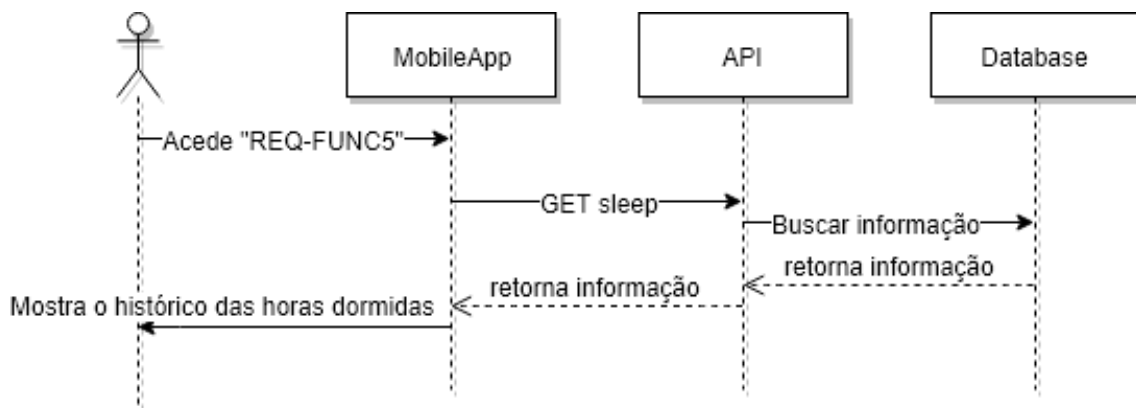 MobileApp
API
Database
Acede "REQ-FUNC5"
GET sleep
Buscar informação
retorna informação
retorna informação
Mostra o histórico das horas dormidas